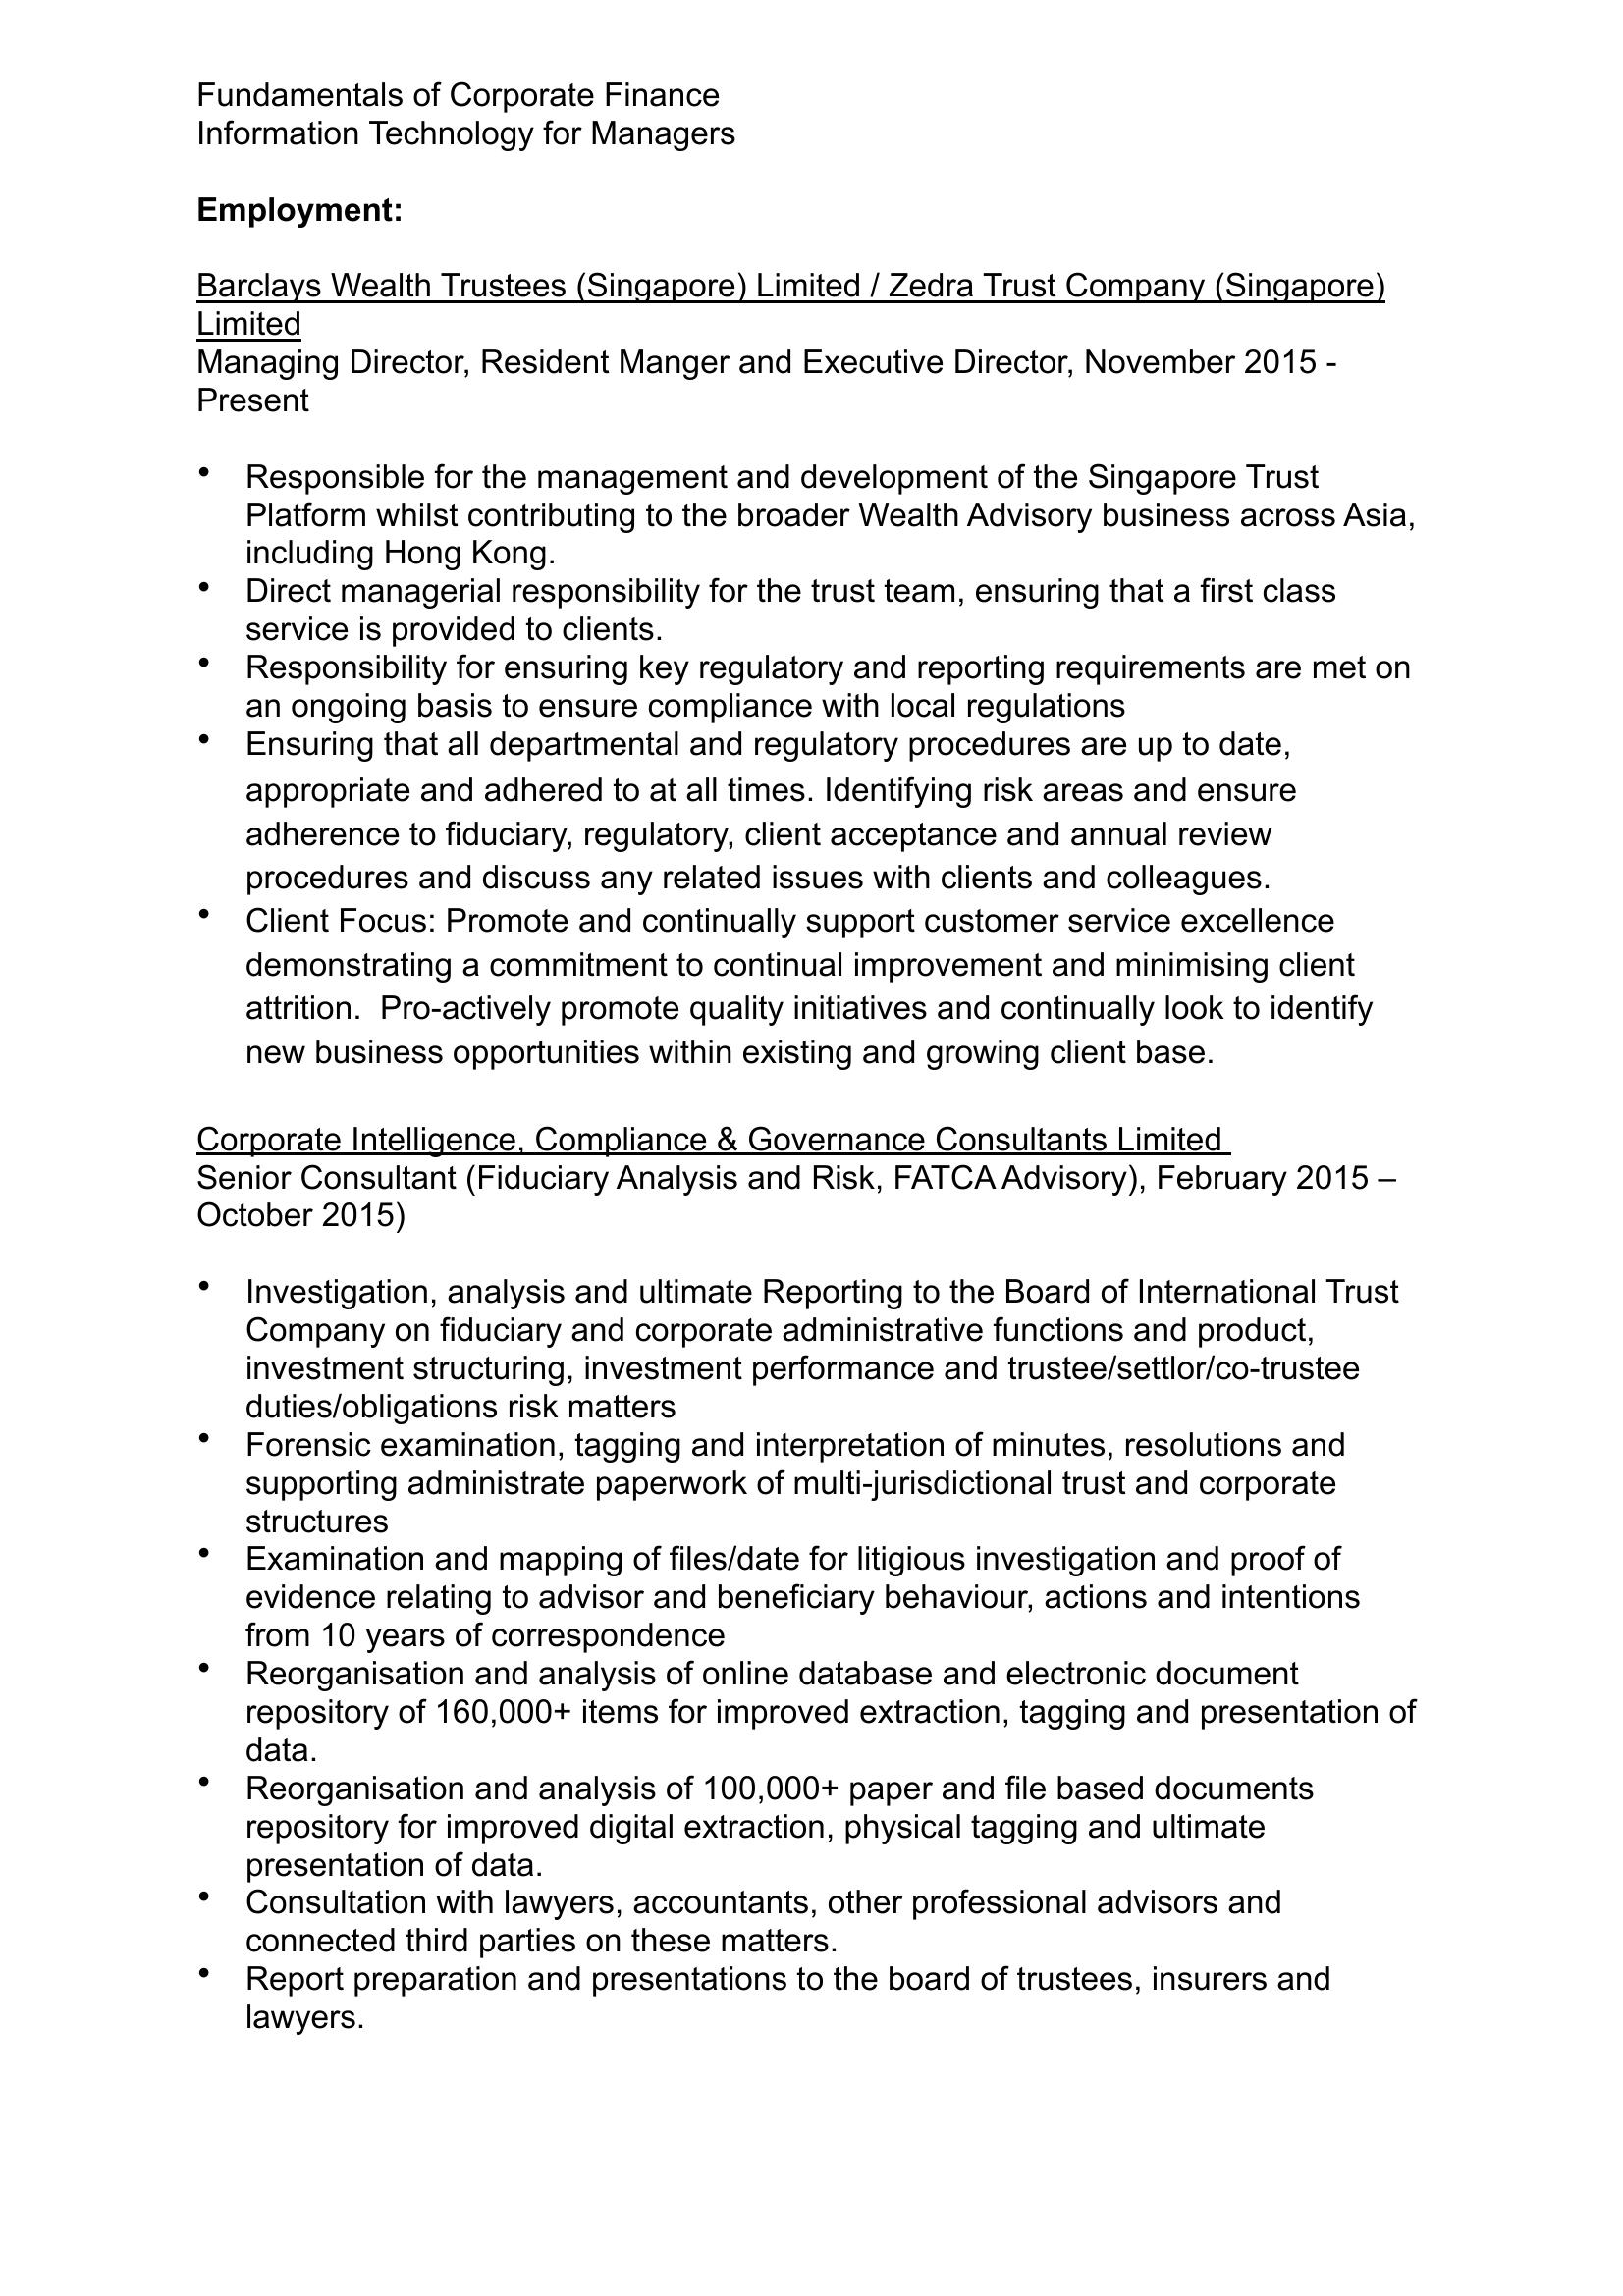 Fundamentals of Corporate Finance
Information Technology for Managers
Employment:
Barclays Wealth Trustees (Singapore) Limited / Zedra Trust Company (Singapore)
Limited
Managing Director, Resident Manger and Executive Director, November 2015 -
Present
• Responsible for the management and development of the Singapore Trust
Platform whilst contributing to the broader Wealth Advisory business across Asia,
including Hong Kong.
• Direct managerial responsibility for the trust team, ensuring that a first class
service is provided to clients.
• Responsibility for ensuring key regulatory and reporting requirements are met on
an ongoing basis to ensure compliance with local regulations
• Ensuring that all departmental and regulatory procedures are up to date,
appropriate and adhered to at all times. Identifying risk areas and ensure
adherence to fiduciary, regulatory, client acceptance and annual review
procedures and discuss any related issues with clients and colleagues.
• Client Focus: Promote and continually support customer service excellence
demonstrating a commitment to continual improvement and minimising client
attrition.  Pro-actively promote quality initiatives and continually look to identify
new business opportunities within existing and growing client base.
Corporate Intelligence, Compliance & Governance Consultants Limited
Senior Consultant (Fiduciary Analysis and Risk, FATCA Advisory), February 2015 –
October 2015)
• Investigation, analysis and ultimate Reporting to the Board of International Trust
Company on fiduciary and corporate administrative functions and product,
investment structuring, investment performance and trustee/settlor/co-trustee
duties/obligations risk matters
• Forensic examination, tagging and interpretation of minutes, resolutions and
supporting administrate paperwork of multi-jurisdictional trust and corporate
structures
• Examination and mapping of files/date for litigious investigation and proof of
evidence relating to advisor and beneficiary behaviour, actions and intentions
from 10 years of correspondence
• Reorganisation and analysis of online database and electronic document
repository of 160,000+ items for improved extraction, tagging and presentation of
data.
• Reorganisation and analysis of 100,000+ paper and file based documents
repository for improved digital extraction, physical tagging and ultimate
presentation of data.
• Consultation with lawyers, accountants, other professional advisors and
connected third parties on these matters.
• Report preparation and presentations to the board of trustees, insurers and
lawyers.